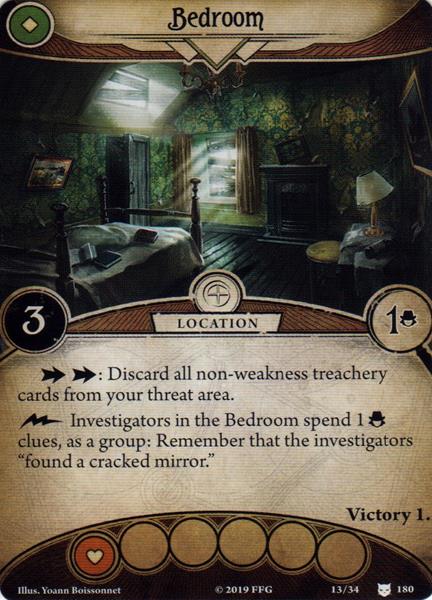 Bedroom
3
LOCATION
1
: Discard all non-weakness treachery
cards from your threat area.
Investigators in the Bedroom spend 1
clues, as a group: Remember that the investigators
“found a cracked mirror.”
Victory 1.
Illus. Yoann Boissonnet
© 2019 FFG
13/34
180